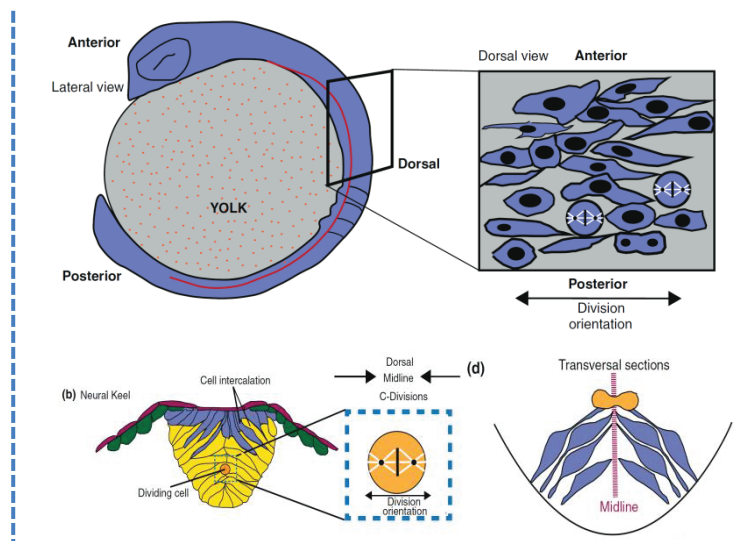 Anterior
Lateral view
Dorsal
YOLK
Posterior
Dorsal view Anterior
Posterior
Division
orientation
(b) Neural Keel
Cell intercalation
Dividing cell
Dorsal
Midline
C-Divisions
Division
orientation
(d)
Transversal sections
Midline